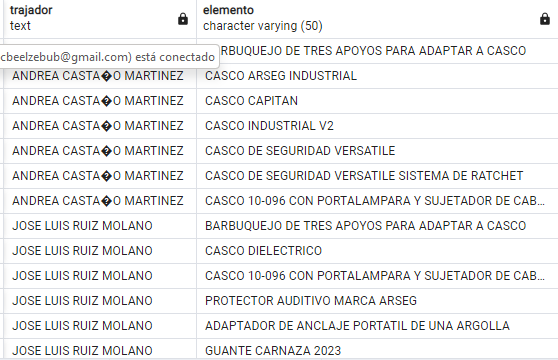 trajador elemento
text character varying (50)
cbeelzebub@gmail.com) está conectado
BARBUQUEJO DE TRES APOYOS PARA ADAPTAR A CASCO
ANDREA CASTA�O MARTINEZ CASCO ARSEG INDUSTRIAL
ANDREA CASTA�O MARTINEZ CASCO CAPITAN
ANDREA CASTA�O MARTINEZ CASCO INDUSTRIAL V2
ANDREA CASTA�O MARTINEZ CASCO DE SEGURIDAD VERSATILE
ANDREA CASTA�O MARTINEZ CASCO DE SEGURIDAD VERSATILE SISTEMA DE RATCHET
ANDREA CASTA�O MARTINEZ CASCO 10-096 CON PORTALAMPARA Y SUJETADOR DE CAB...
JOSE LUIS RUIZ MOLANO BARBUQUEJO DE TRES APOYOS PARA ADAPTAR A CASCO
JOSE LUIS RUIZ MOLANO CASCO DIELECTRICO
JOSE LUIS RUIZ MOLANO CASCO 10-096 CON PORTALAMPARA Y SUJETADOR DE CAB...
JOSE LUIS RUIZ MOLANO PROTECTOR AUDITIVO MARCA ARSEG
JOSE LUIS RUIZ MOLANO ADAPTADOR DE ANCLAJE PORTATIL DE UNA ARGOLLA
JOSE LUIS RUIZ MOLANO GUANTE CARNAZA 2023